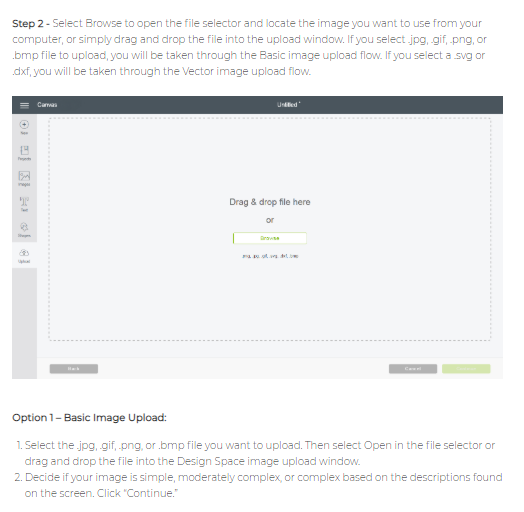 Step 2 - Select Browse to open the file selector and locate the image you want to use from your
computer, or simply drag and drop the file into the upload window. If you select .jpg, .gif, .png, or
.bmp file to upload, you will be taken through the Basic image upload flow. If you select a .svg or
.dxf, you will be taken through the Vector image upload flow.
Canvas
Untitled *
New
Projects
Images
Text
Shapes
Upload
Drag & drop file here
or
Browse
Back
Cancel
Option 1 – Basic Image Upload:
1. Select the .jpg, .gif, .png, or .bmp file you want to upload. Then select Open in the file selector or
drag and drop the file into the Design Space image upload window.
2. Decide if your image is simple, moderately complex, or complex based on the descriptions found
on the screen. Click "Continue."